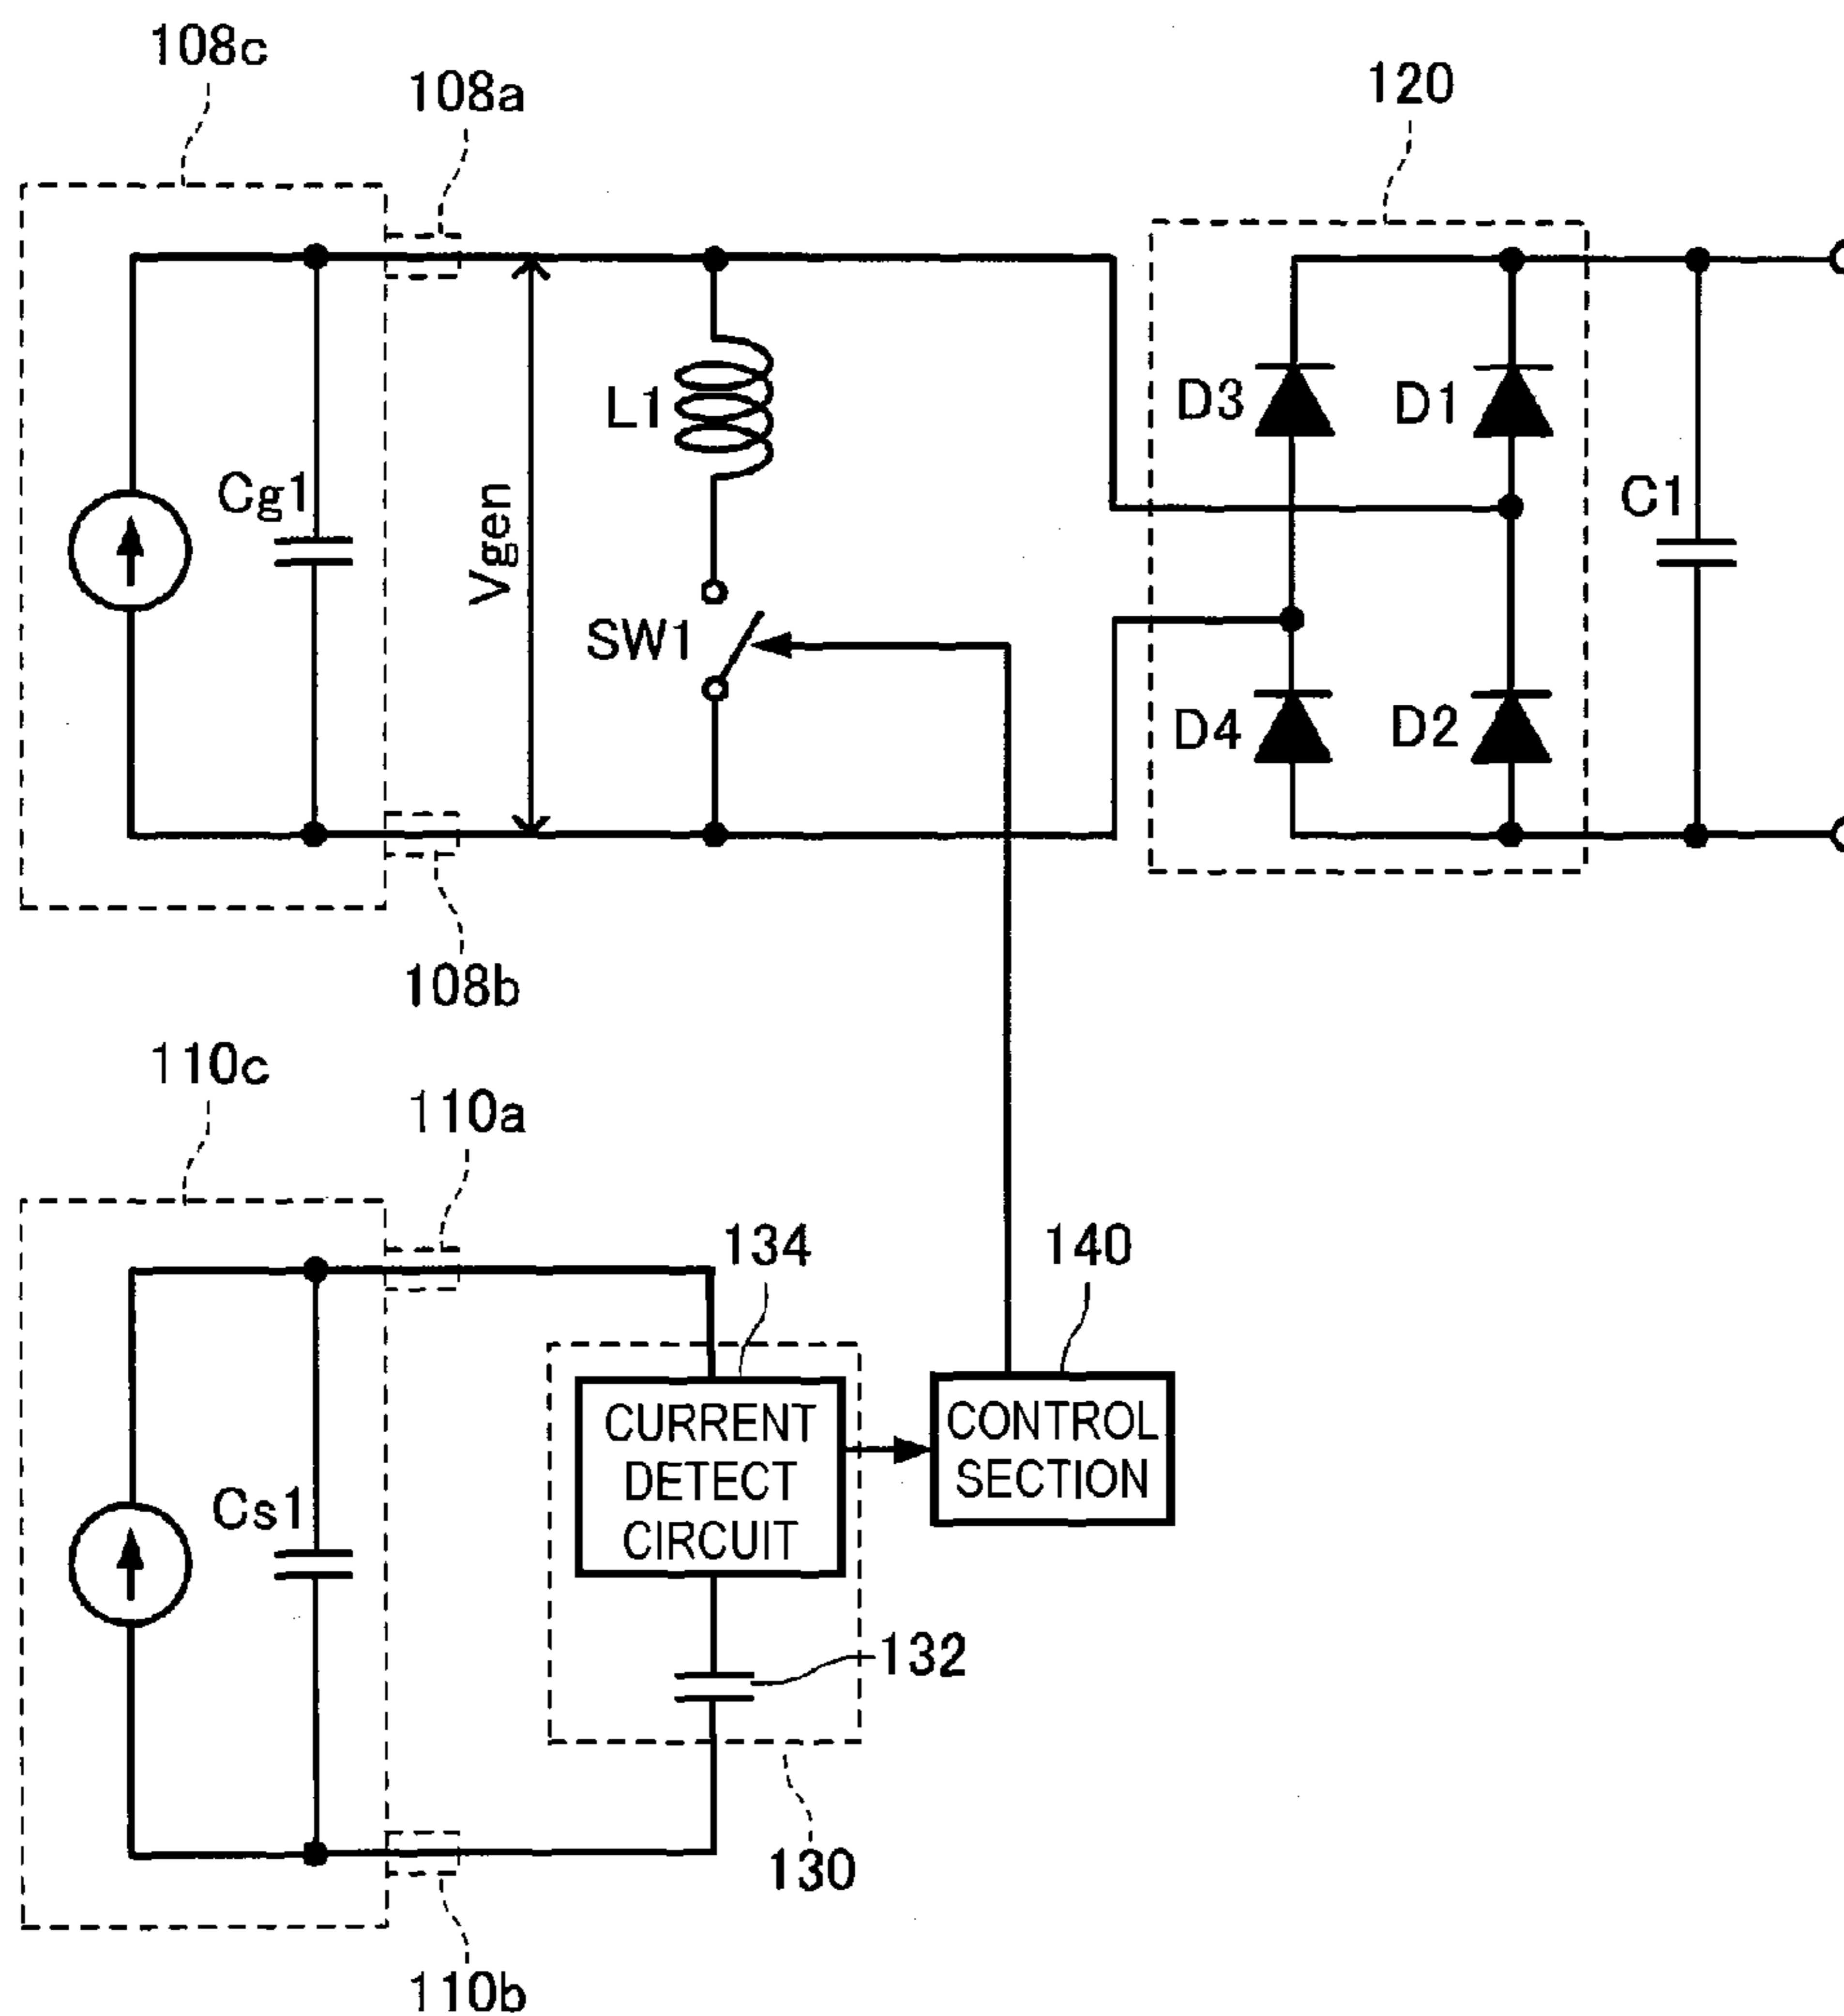 108c
108a
120
D3
D1
L1
Cg1
Vgen
C1
SW1
D4
D2
108b
110c
110a
134
140
CURRENT
DETECT
CIRCUIT
CONTROL
SECTION
Cs1
132
130
110b